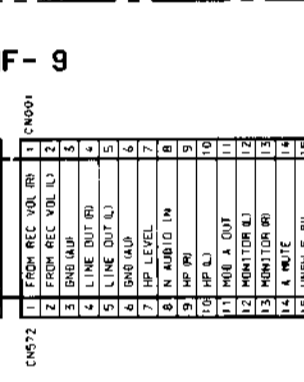 F- 9
CN572 CN001
1 FROM REC VOL (R) 1
2 FROM REC VOL (L) 2
3 GND (AU) 3
4 LINE OUT (R) 4
5 LINE OUT (L) 5
6 GND (AU) 6
7 HP LEVEL 7
8 N AUDIO IN 8
9 HP (R) 9
10 HP (L) 10
11 MOD A OUT 11
12 MONITOR (L) 12
13 MONITOR (R) 13
14 A MUTE 14